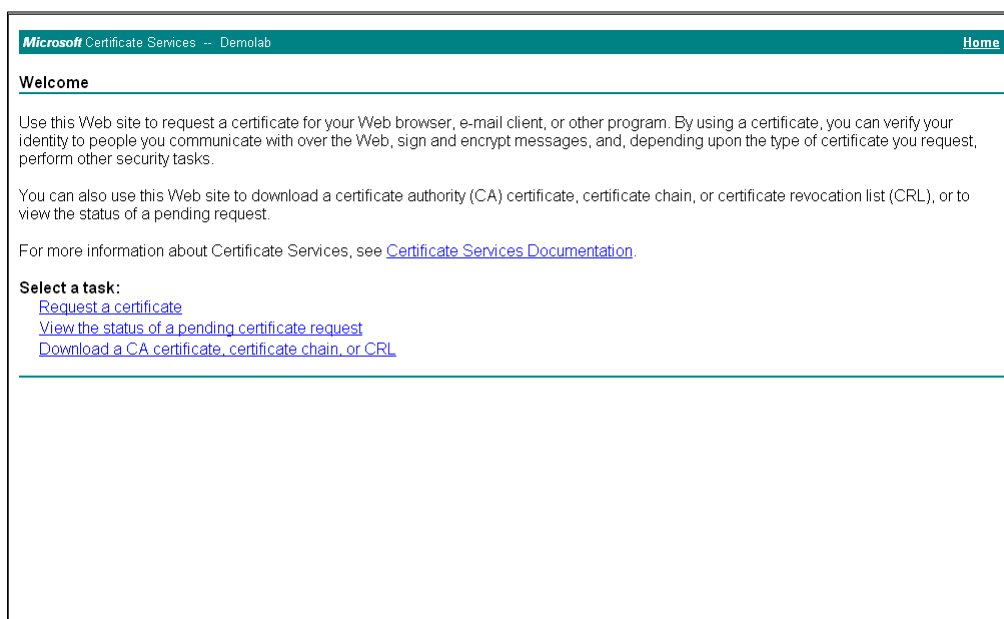 Microsoft Certificate Services -- Demolab Home
Welcome
Use this Web site to request a certificate for your Web browser, e-mail client, or other program. By using a certificate, you can verify your
identity to people you communicate with over the Web, sign and encrypt messages, and, depending upon the type of certificate you request,
perform other security tasks.
You can also use this Web site to download a certificate authority (CA) certificate, certificate chain, or certificate revocation list (CRL), or to
view the status of a pending request.
For more information about Certificate Services, see Certificate Services Documentation.
Select a task:
Request a certificate
View the status of a pending certificate request
Download a CA certificate, certificate chain, or CRL